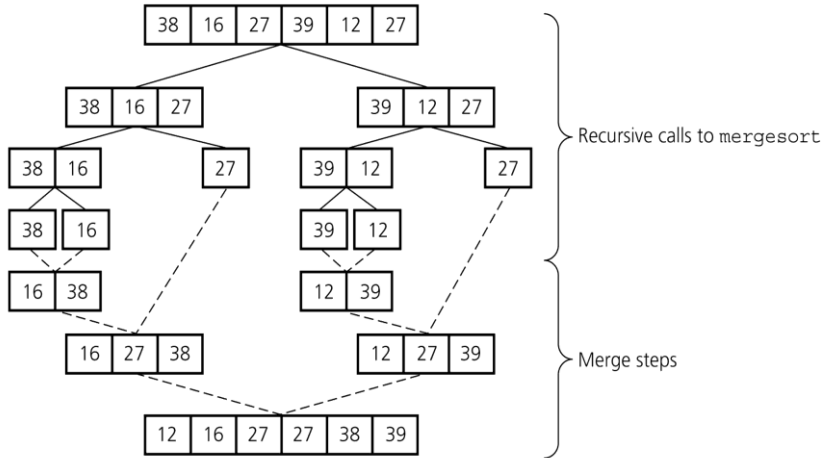 38 16 27 39 12 27
38 16 27 39 12 27
Recursive calls to mergesort
38 16 27 39 12 27
38 16 39 12
16 38 12 39
16 27 38 12 27 39
Merge steps
12 16 27 27 38 39